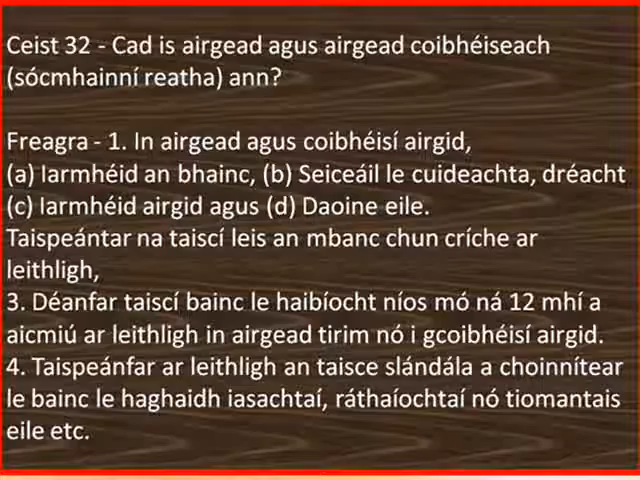 Ceist 32 - Cad is airgead agus airgead coibhéiseach
(sócmhainní reatha) ann?
Freagra - 1. In airgead agus coibhéisí airgid,
(a) Iarmhéid an bhainc, (b) Seiceáil le cuideachta, dréacht
(c) Iarmhéid airgid agus (d) Daoine eile.
Taispeántar na taiscí leis an mbanc chun críche ar
leithligh,
3. Déanfar taiscí bainc le haibíocht níos mó ná 12 mhí a
aicmiú ar leithligh in airgead tirim nó i gcoibhéisí airgid.
4. Taispeánfar ar leithligh an taisce slándála a choinnítear
le bainc le haghaidh iasachtaí, ráthaíochtaí nó tiomantais
eile etc.